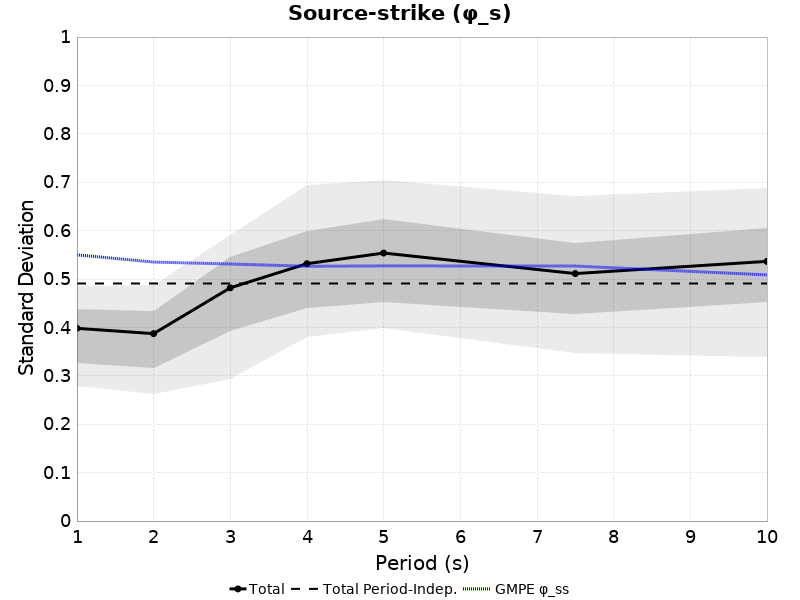 Source-strike (φ_s)
Standard Deviation
1
0.9
0.8
0.7
0.6
0.5
0.4
0.3
0.2
0.1
0
1 2 3 4 5 6 7 8 9 10
Period (s)
Total Total Period-Indep. GMPE φ_ss